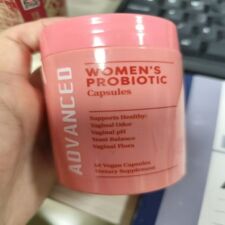 ADVANCED
WOMEN'S
PROBIOTIC
Capsules
Supports Healthy:
Vaginal Odor
Vaginal pH
Yeast Balance
Vaginal Flora
Vegan Capsules
Dietary Supplement